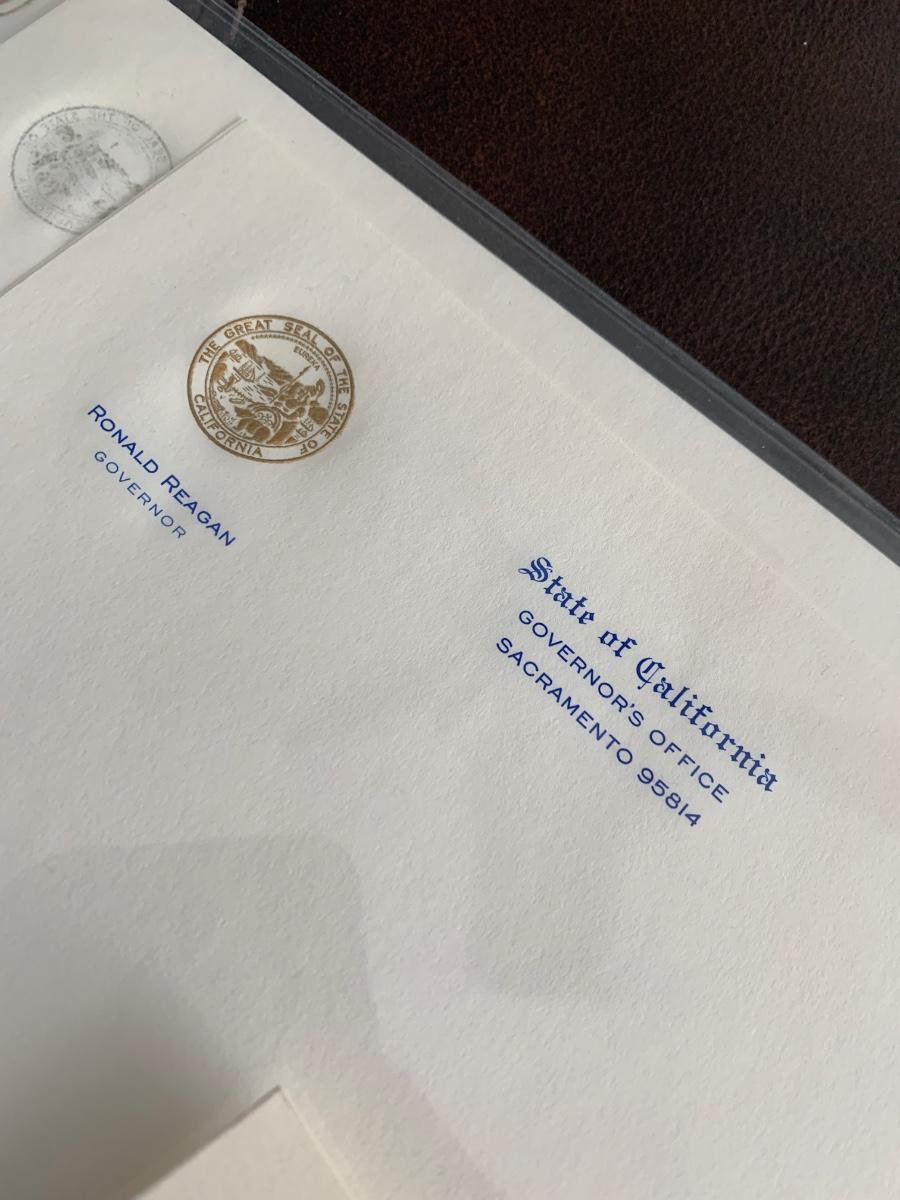 THE GREAT SEAL OF THE STATE OF CALIFORNIA
EUREKA
RONALD REAGAN
GOVERNOR
State of California
GOVERNOR'S OFFICE
SACRAMENTO 95814